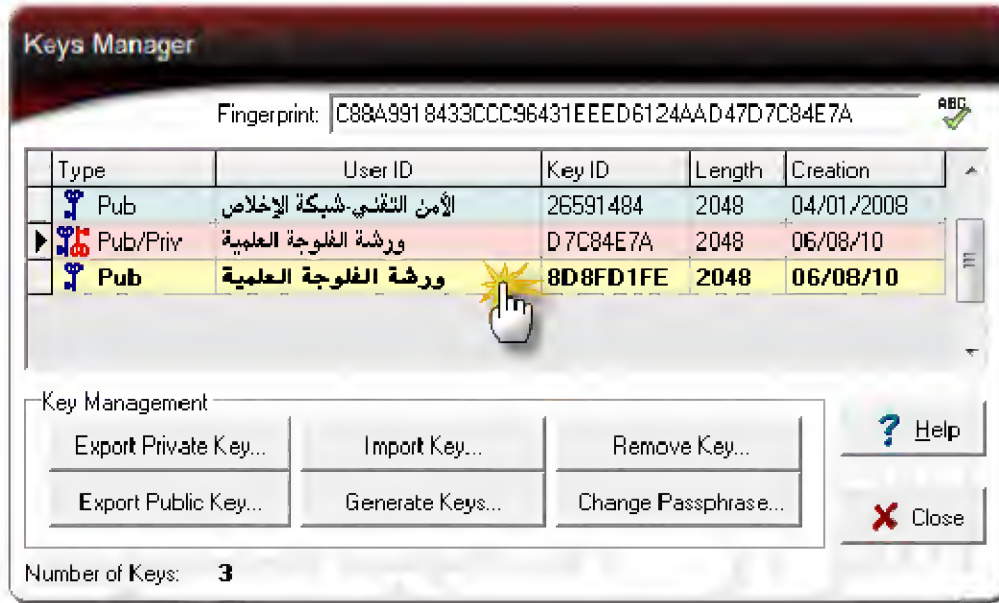 Keys Manager
Fingerprint: C88A9918433CCC96431EEED6124AAD47D7C84E7A ABC
Type User ID Key ID Length Creation
Pub الأمن التقني-شبكة الإخلاص 26591484 2048 04/01/2008
Pub/Priv ورشة الفلوجة العلمية D7C84E7A 2048 06/08/10
Pub ورشة الفلوجة العلمية 8D8FD1FE 2048 06/08/10
Key Management
Export Private Key... Import Key... Remove Key... Help
Export Public Key... Generate Keys... Change Passphrase... Close
Number of Keys: 3